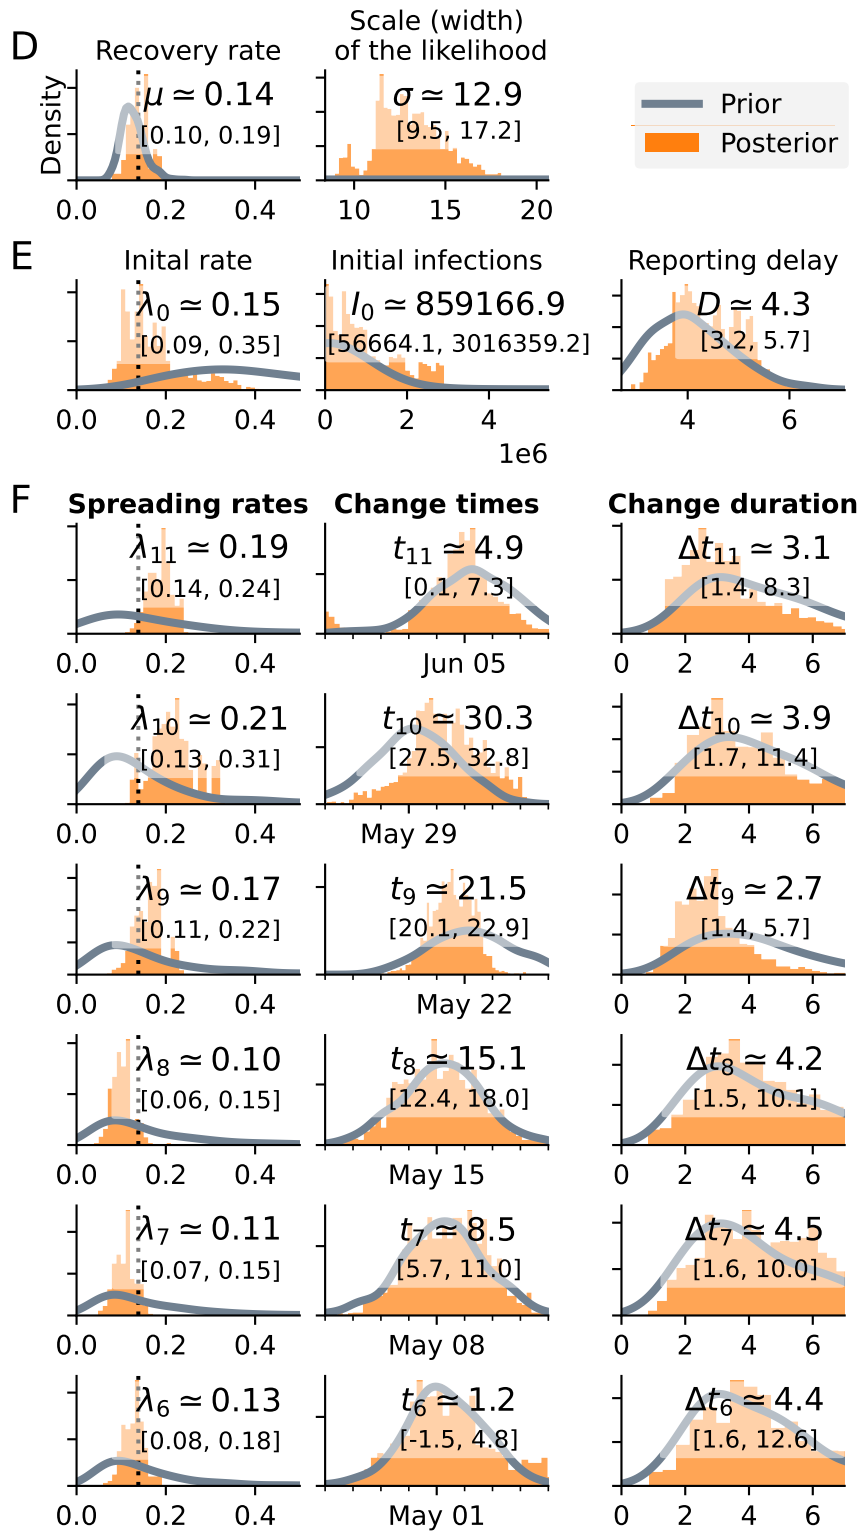 D
Recovery rate
Scale (width)
of the likelihood
Density
μ ≃ 0.14
[0.10, 0.19]
σ ≃ 12.9
[9.5, 17.2]
Prior
Posterior
0.0 0.2 0.4
10 15 20
E
Inital rate
Initial infections
Reporting delay
λ0 ≃ 0.15
[0.09, 0.35]
I0 ≃ 859166.9
[56664.1, 3016359.2]
D ≃ 4.3
[3.2, 5.7]
0.0 0.2 0.4
0 2 4
1e6
4 6
F
Spreading rates
Change times
Change duration
λ11 ≃ 0.19
[0.14, 0.24]
t11 ≃ 4.9
[0.1, 7.3]
Δt11 ≃ 3.1
[1.4, 8.3]
0.0 0.2 0.4
Jun 05
0 2 4 6
λ10 ≃ 0.21
[0.13, 0.31]
t10 ≃ 30.3
[27.5, 32.8]
Δt10 ≃ 3.9
[1.7, 11.4]
0.0 0.2 0.4
May 29
0 2 4 6
λ9 ≃ 0.17
[0.11, 0.22]
t9 ≃ 21.5
[20.1, 22.9]
Δt9 ≃ 2.7
[1.4, 5.7]
0.0 0.2 0.4
May 22
0 2 4 6
λ8 ≃ 0.10
[0.06, 0.15]
t8 ≃ 15.1
[12.4, 18.0]
Δt8 ≃ 4.2
[1.5, 10.1]
0.0 0.2 0.4
May 15
0 2 4 6
λ7 ≃ 0.11
[0.07, 0.15]
t7 ≃ 8.5
[5.7, 11.0]
Δt7 ≃ 4.5
[1.6, 10.0]
0.0 0.2 0.4
May 08
0 2 4 6
λ6 ≃ 0.13
[0.08, 0.18]
t6 ≃ 1.2
[-1.5, 4.8]
Δt6 ≃ 4.4
[1.6, 12.6]
0.0 0.2 0.4
May 01
0 2 4 6